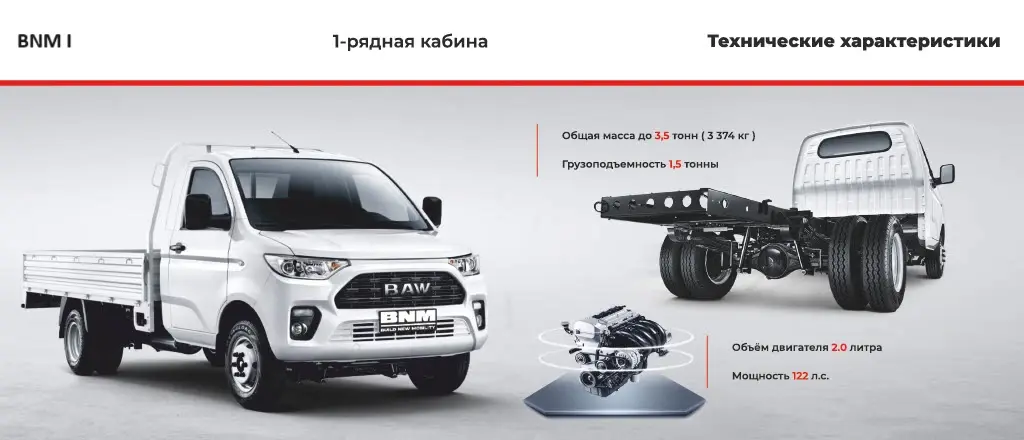 BNM I
1-рядная кабина
Технические характеристики
Общая масса до 3,5 тонн ( 3 374 кг )
Грузоподъемность 1,5 тонны
BAW
BNM
BUILD NEW MOBILITY
Объём двигателя 2.0 литра
Мощность 122 л.с.